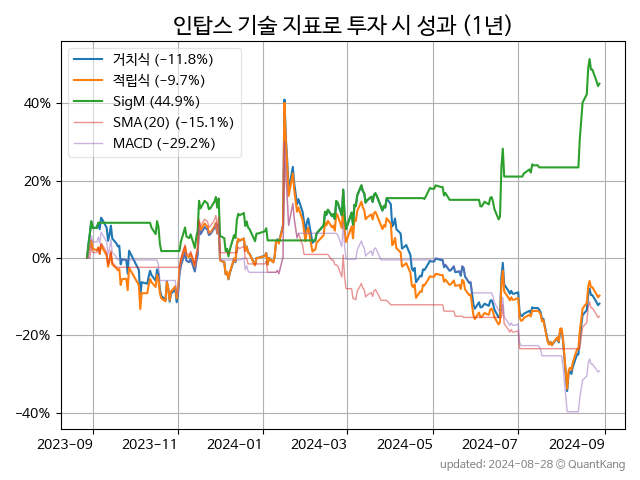 인탑스 기술 지표로 투자 시 성과 (1년)
거치식 (−11.8%)
적립식 (−9.7%)
SigM (44.9%)
SMA(20) (−15.1%)
MACD (−29.2%)
40%
20%
0%
−20%
−40%
2023-09 2023-11 2024-01 2024-03 2024-05 2024-07 2024-09
updated: 2024-08-28 © QuantKang